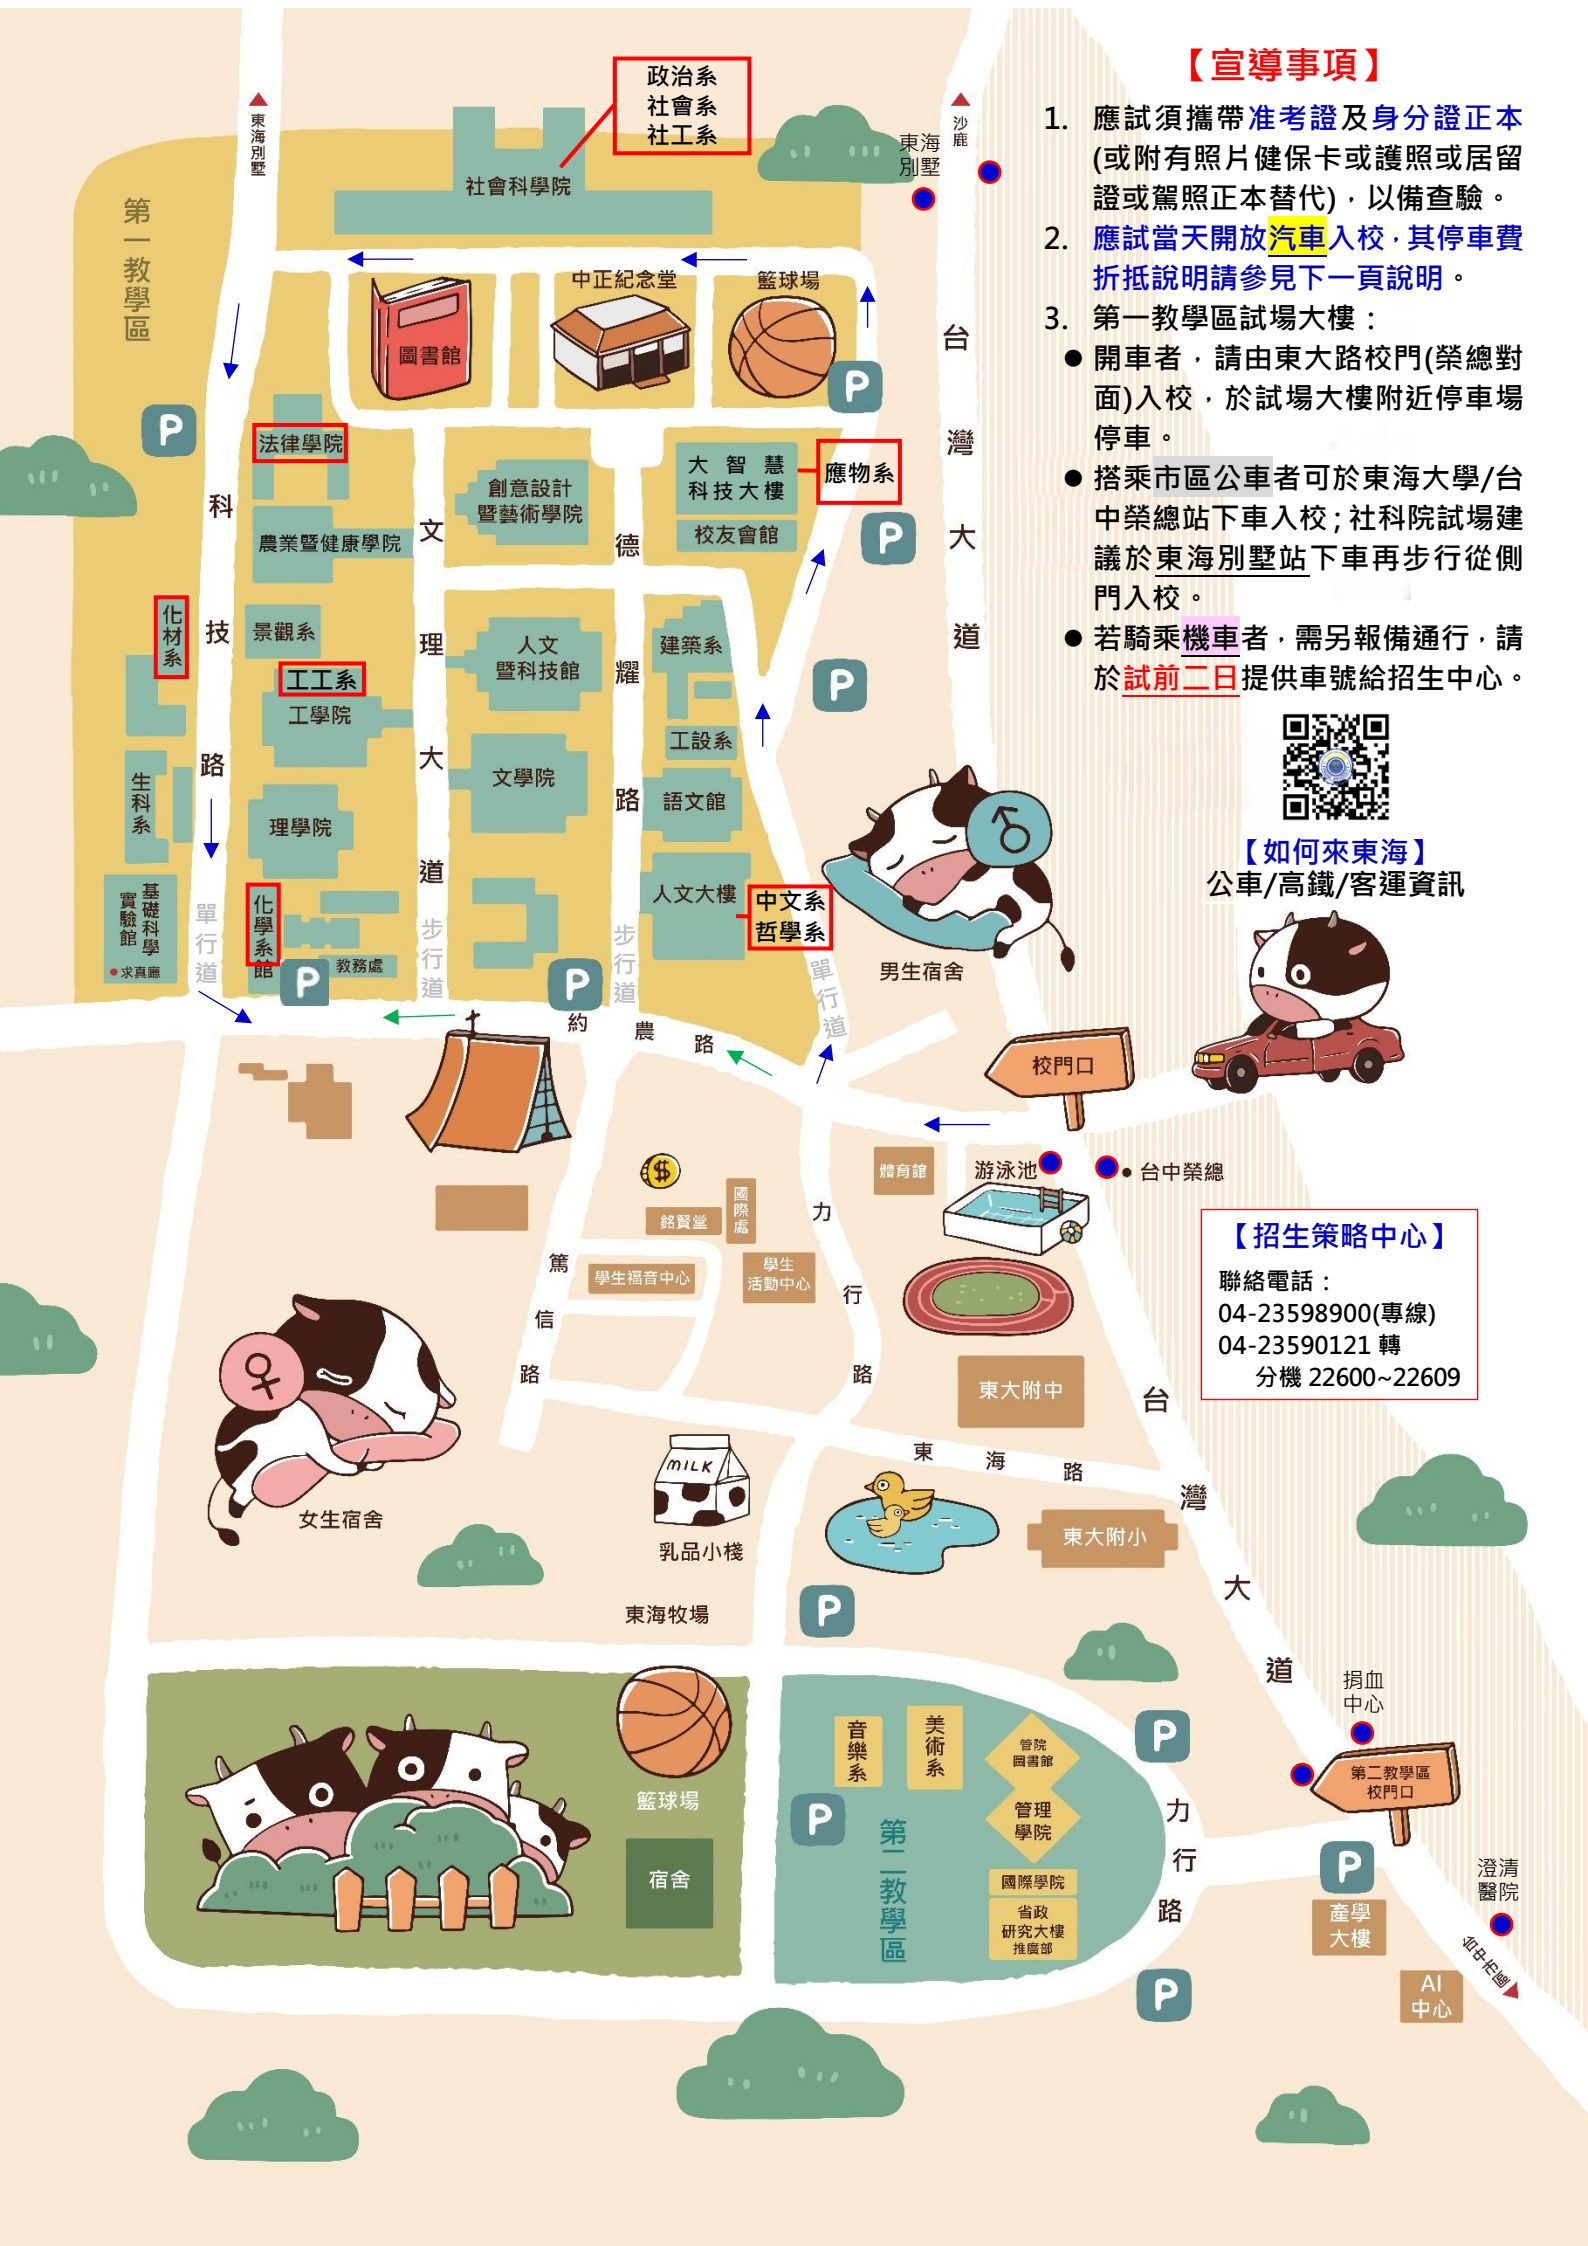 【宣導事項】
1. 應試須攜帶准考證及身分證正本
(或附有照片健保卡或護照或居留
證或駕照正本替代)，以備查驗。
2. 應試當天開放汽車入校，其停車費
折抵說明請參見下一頁說明。
3. 第一教學區試場大樓：
● 開車者，請由東大路校門(榮總對
面)入校，於試場大樓附近停車場
停車。
● 搭乘市區公車者可於東海大學/台
中榮總站下車入校；社科院試場建
議於東海別墅站下車再步行從側
門入校。
● 若騎乘機車者，需另報備通行，請
於試前二日提供車號給招生中心。
【如何來東海】
公車/高鐵/客運資訊
【招生策略中心】
聯絡電話：
04-23598900(專線)
04-23590121 轉
分機 22600~22609
政治系
社會系
社工系
東海別墅
沙鹿
東海
別墅
社會科學院
第一教學區
中正紀念堂
籃球場
圖書館
P
P
法律學院
大智慧
科技大樓
應物系
創意設計
暨藝術學院
校友會館
P
農業暨健康學院
科技路
文理大道
德耀路
台灣大道
化材系
景觀系
人文
暨科技館
建築系
工工系
工學院
P
工設系
生科系
文學院
語文館
理學院
基礎科學
實驗館
●求真廳
化學系館
人文大樓
中文系
哲學系
單行道
步行道
步行道
單行道
教務處
P
P
男生宿舍
約農路
校門口
體育館
游泳池
● 台中榮總
$
國際處
銘賢堂
學生福音中心
學生
活動中心
篤信路
力行路
東大附中
台灣大道
東海路
MILK
東大附小
女生宿舍
乳品小棧
東海牧場
P
捐血
中心
籃球場
音樂系
美術系
管院
圖書館
P
第二教學區
校門口
管理
學院
P
第二教學區
力行路
宿舍
國際學院
省政
研究大樓
推廣部
P
產學
大樓
澄清
醫院
台中市區
P
AI
中心